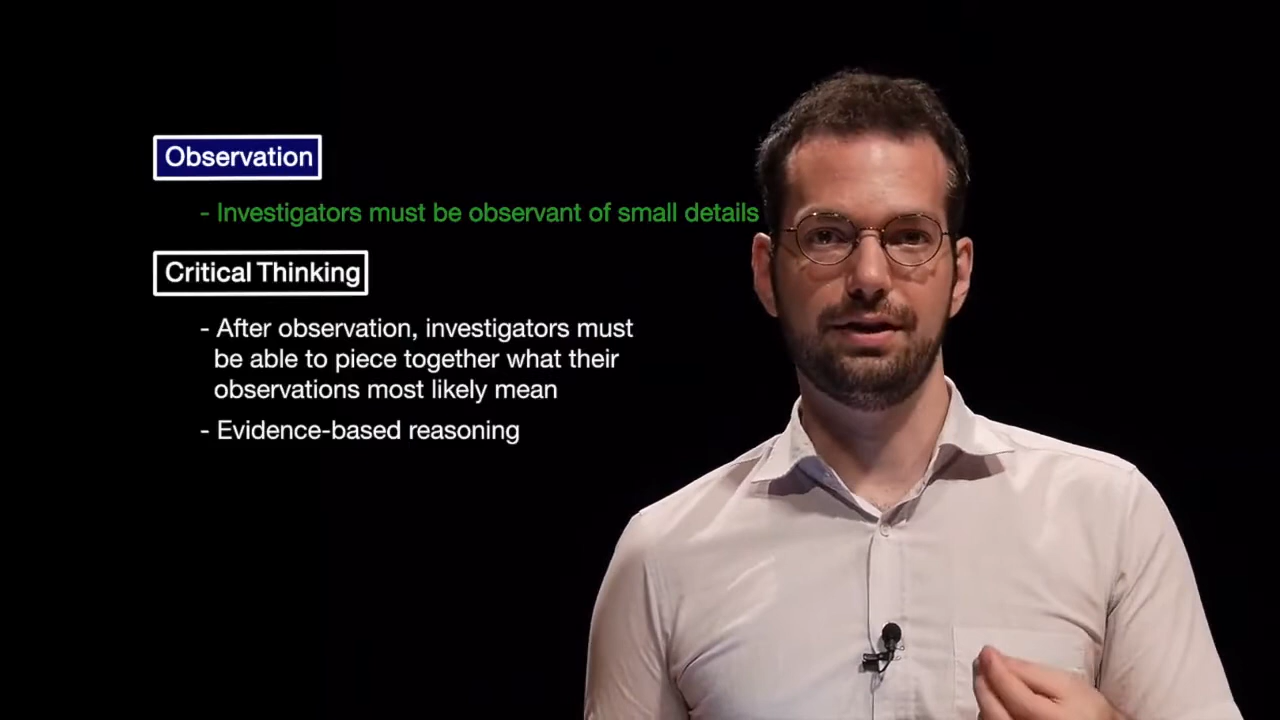 Observation
- Investigators must be observant of small details
Critical Thinking
- After observation, investigators must
be able to piece together what their
observations most likely mean
- Evidence-based reasoning